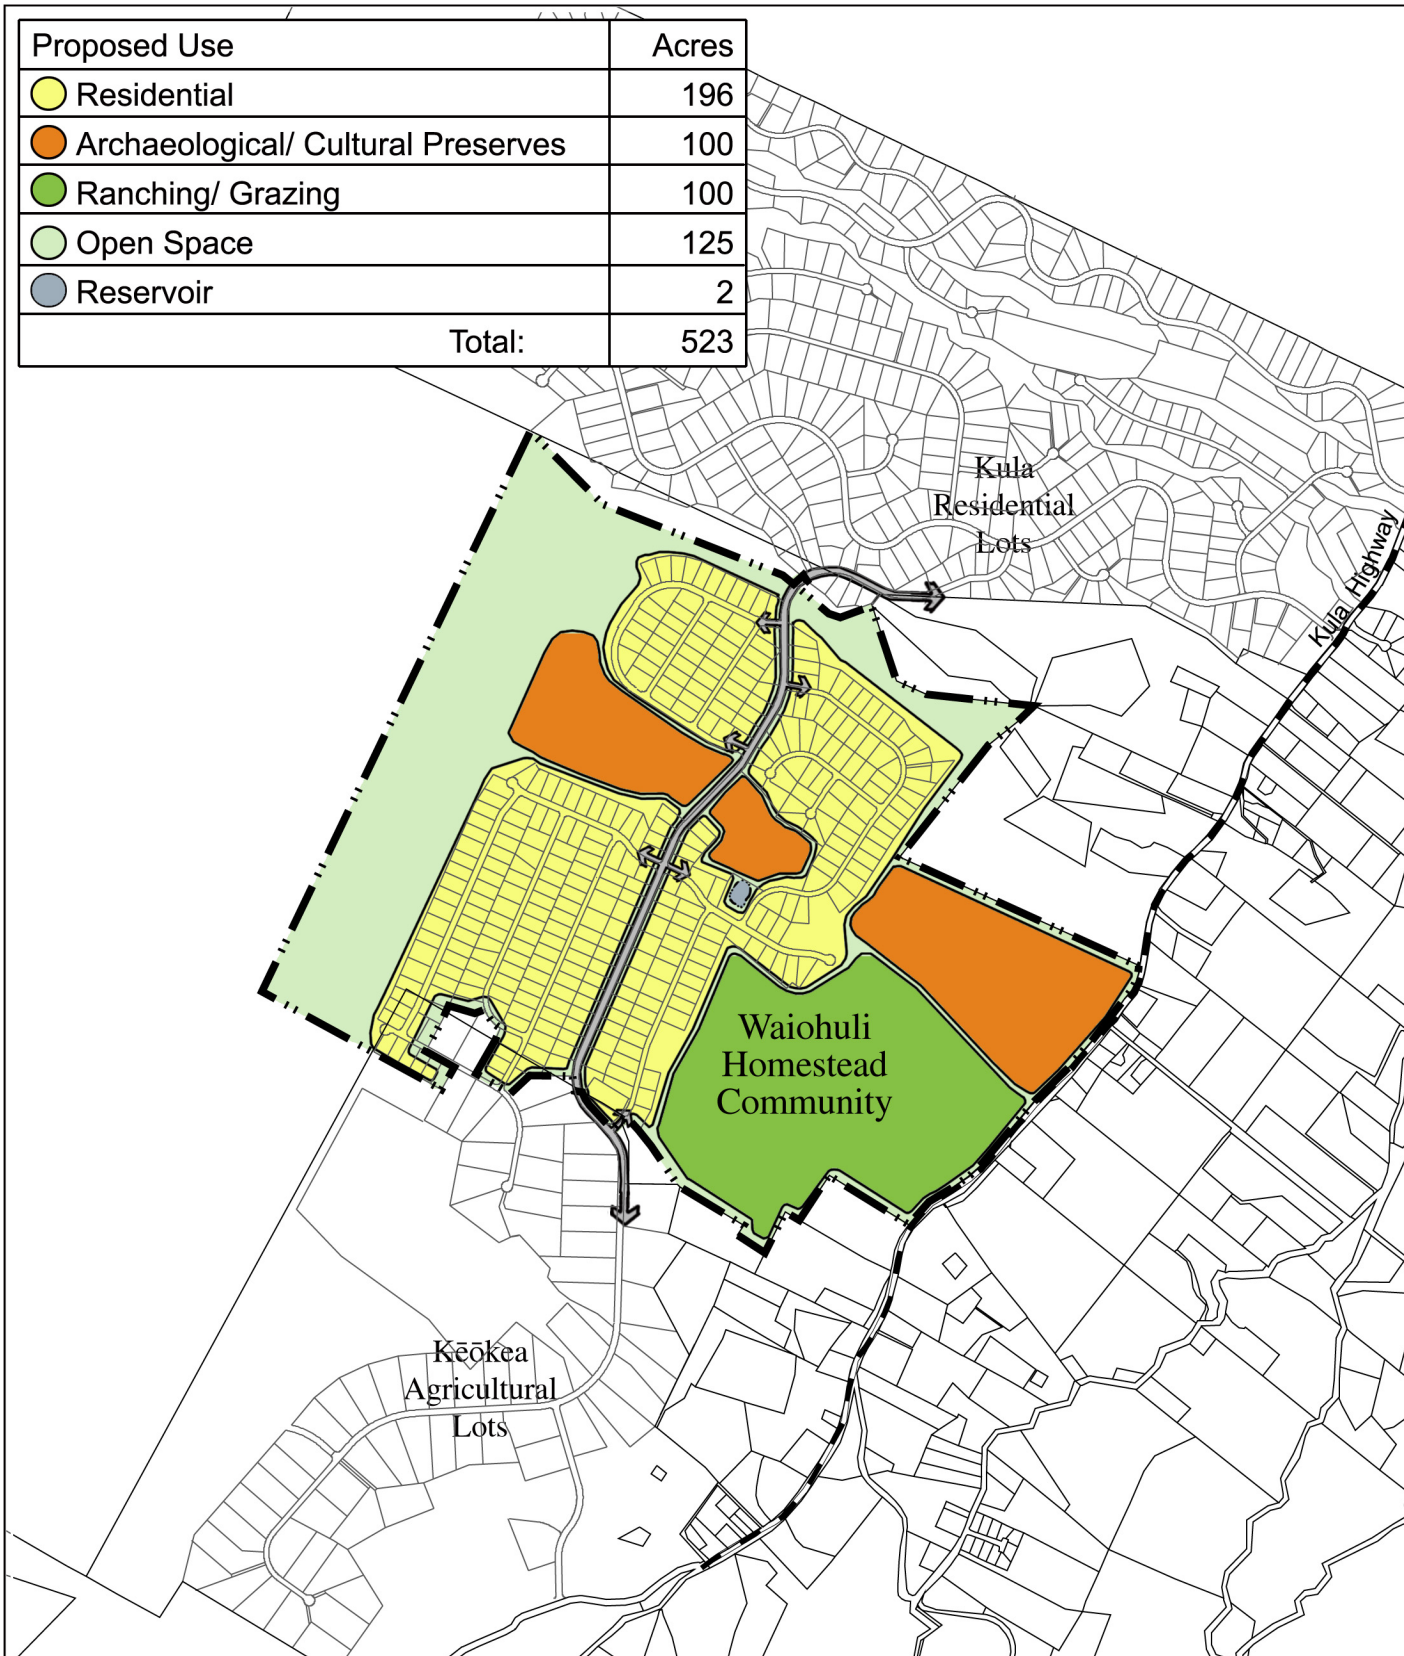 Proposed Use Acres
Residential 196
Archaeological/ Cultural Preserves 100
Ranching/ Grazing 100
Open Space 125
Reservoir 2
Total: 523
Kula
Residential
Lots
Kula Highway
Waiohuli
Homestead
Community
Kēōkea
Agricultural
Lots